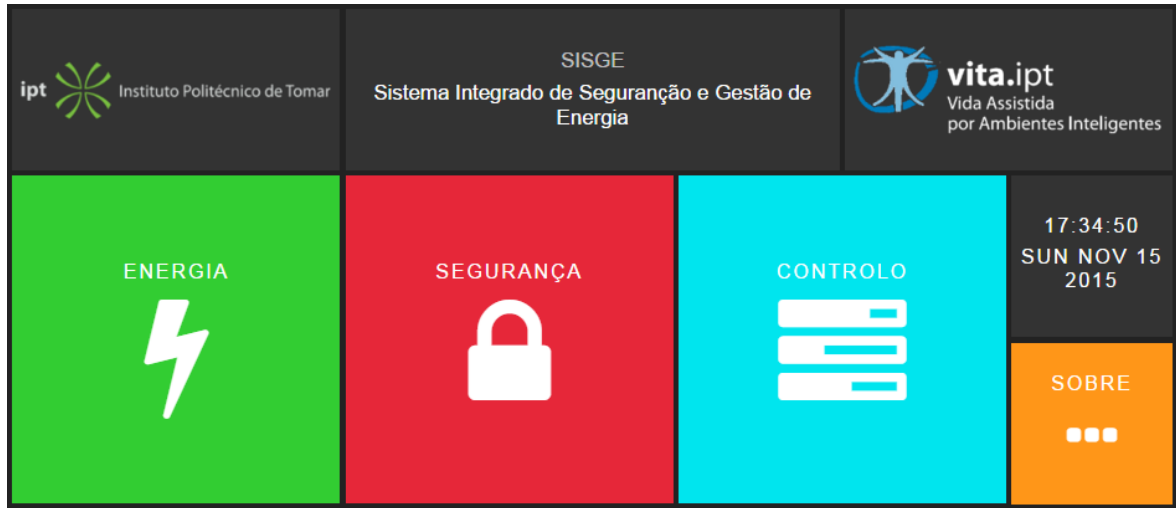 ipt Instituto Politécnico de Tomar
SISGE
Sistema Integrado de Seguranção e Gestão de
Energia
vita.ipt
Vida Assistida
por Ambientes Inteligentes
ENERGIA
SEGURANÇA
CONTROLO
17:34:50
SUN NOV 15
2015
SOBRE